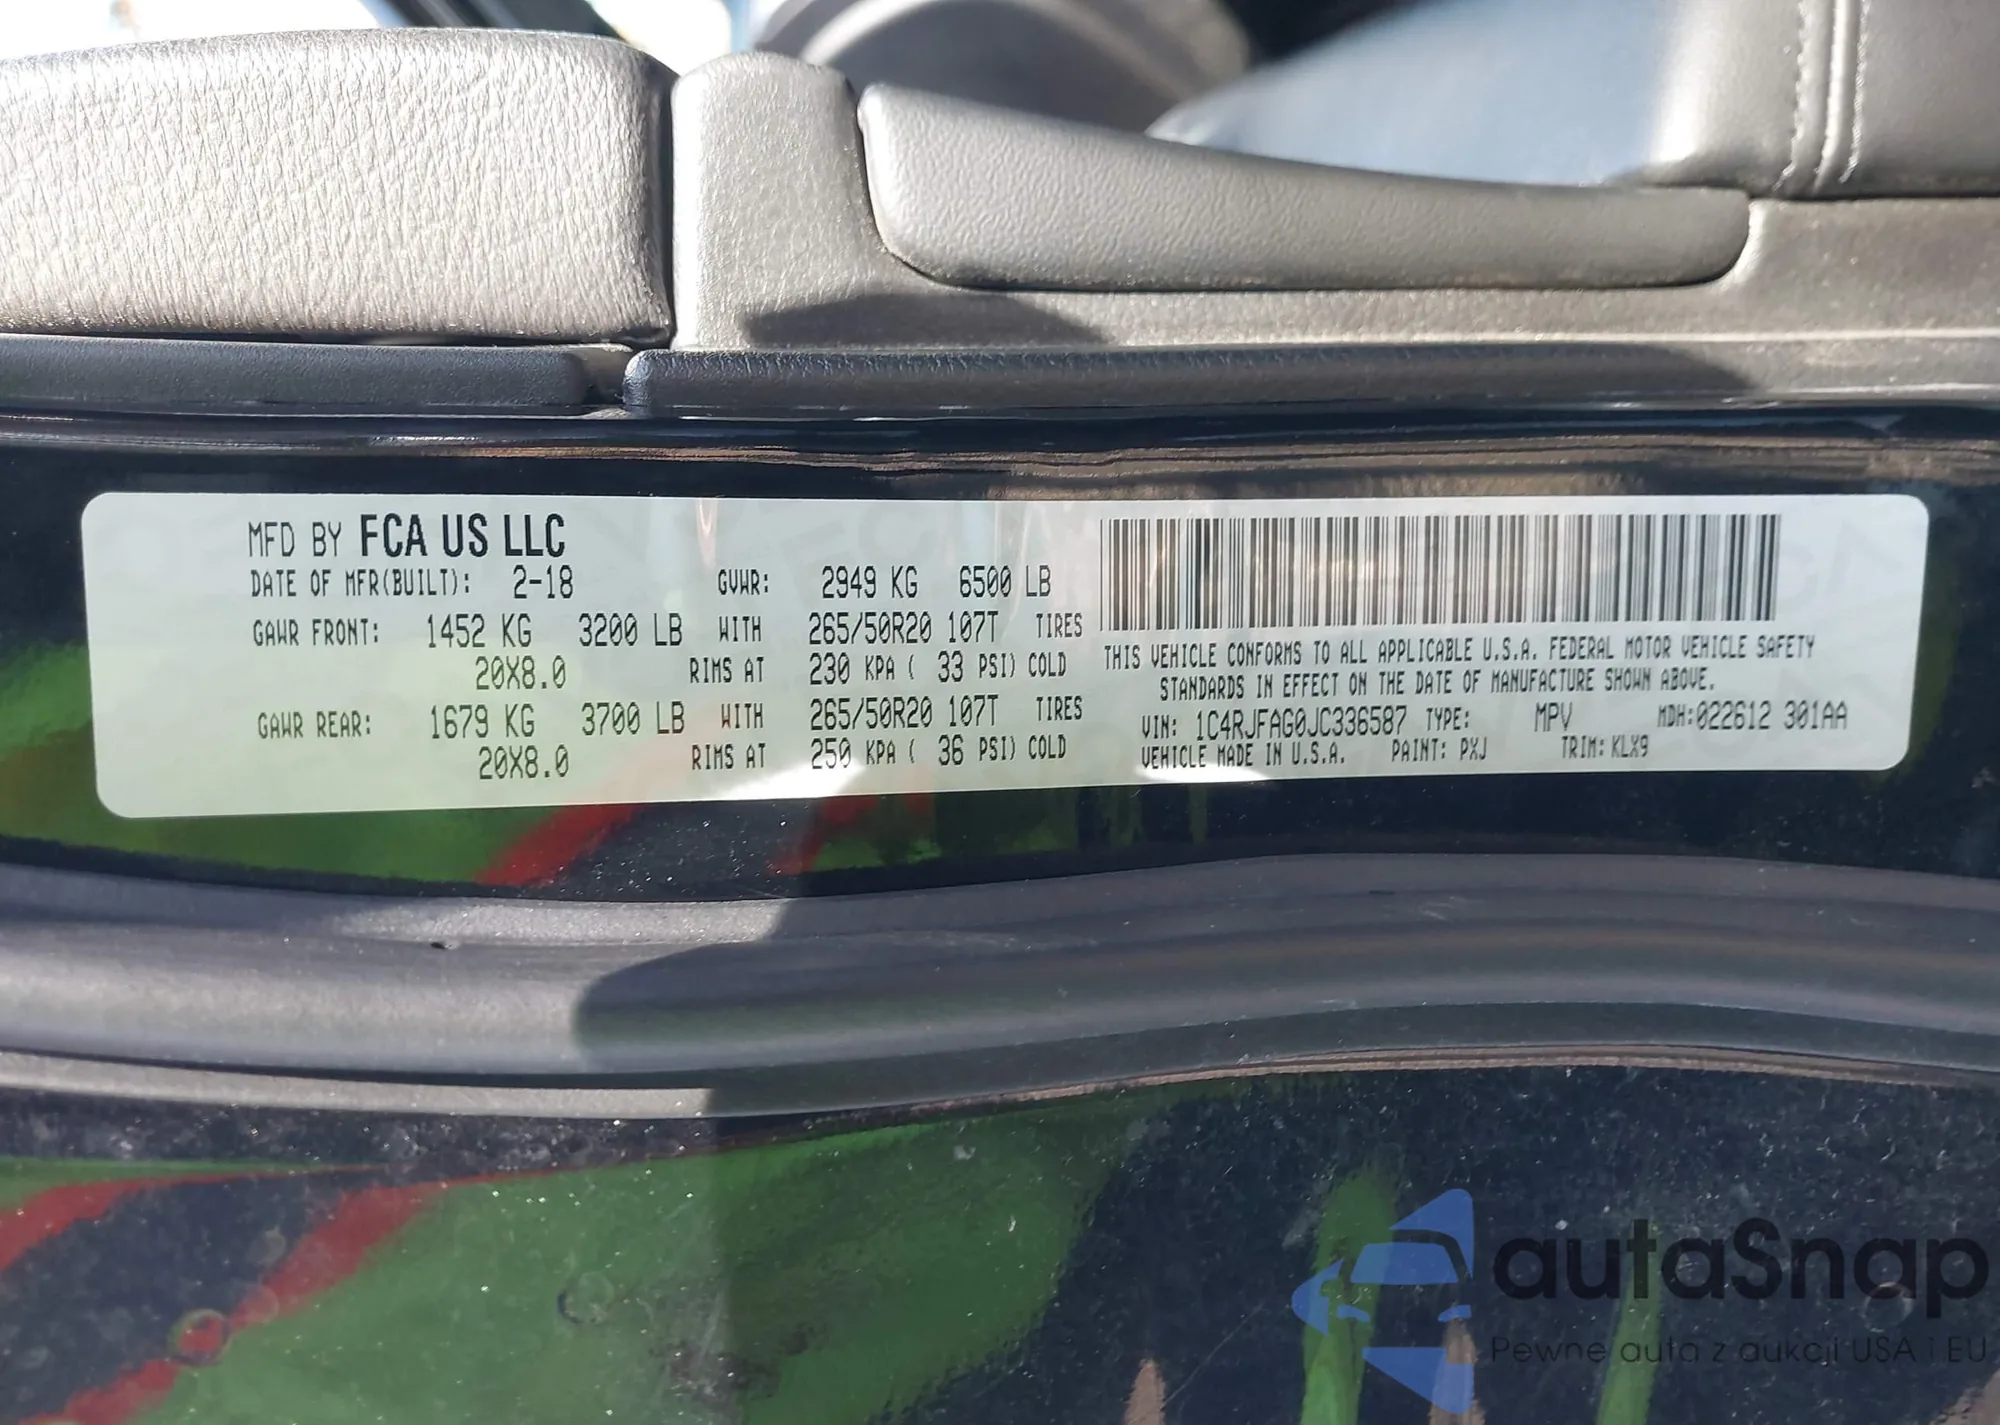 MFD BY FCA US LLC
DATE OF MFR(BUILT): 2-18 GVWR: 2949 KG 6500 LB
GAWR FRONT: 1452 KG 3200 LB WITH 265/50R20 107T TIRES
20X8.0 RIMS AT 230 KPA ( 33 PSI) COLD
GAWR REAR: 1679 KG 3700 LB WITH 265/50R20 107T TIRES
20X8.0 RIMS AT 250 KPA ( 36 PSI) COLD
THIS VEHICLE CONFORMS TO ALL APPLICABLE U.S.A. FEDERAL MOTOR VEHICLE SAFETY
STANDARDS IN EFFECT ON THE DATE OF MANUFACTURE SHOWN ABOVE.
VIN: 1C4RJFAG0JC336587 TYPE: MPV MDH:022612 301AA
VEHICLE MADE IN U.S.A. PAINT: PXJ TRIM: KLX9
autaSnap
Pewne auta z aukcji USA i EU